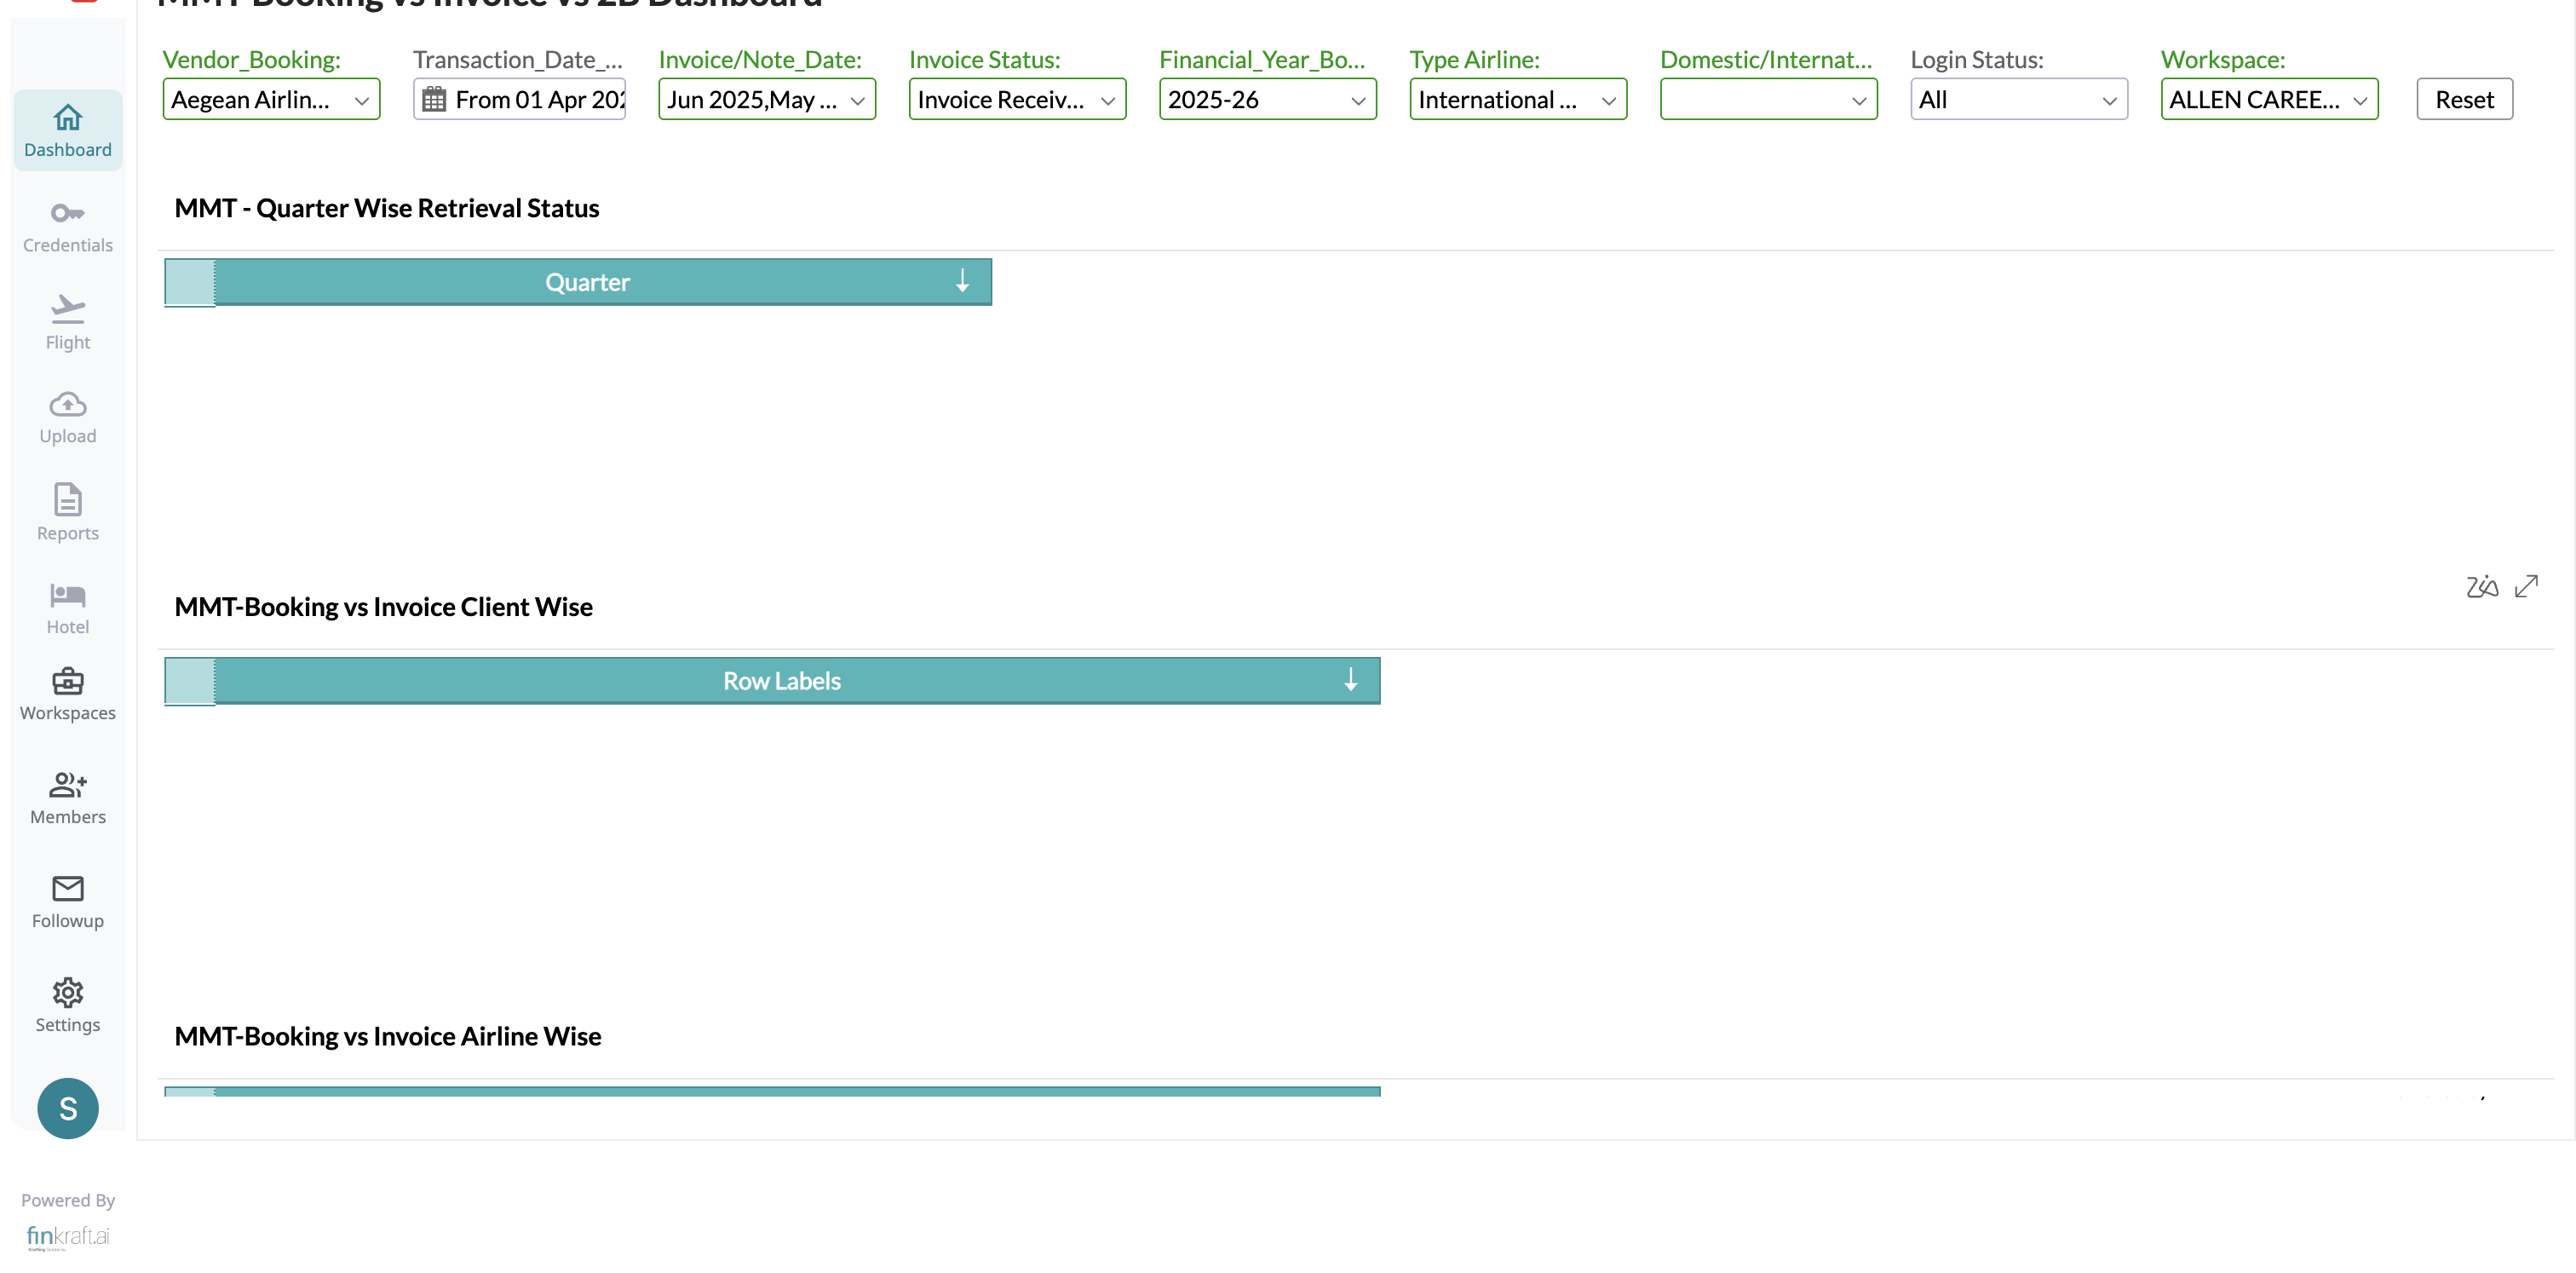 MMT Booking vs Invoice vs 2B Dashboard
Vendor_Booking: Transaction_Date_... Invoice/Note_Date: Invoice Status: Financial_Year_Bo... Type Airline: Domestic/Internat... Login Status: Workspace:
Aegean Airlin... From 01 Apr 202 Jun 2025,May ... Invoice Receiv... 2025-26 International ... All ALLEN CAREE... Reset
Dashboard
Credentials
Flight
Upload
Reports
Hotel
Workspaces
Members
Followup
Settings
S
Powered By
finkraft.ai
MMT - Quarter Wise Retrieval Status
Quarter
MMT-Booking vs Invoice Client Wise
Zia
Row Labels
MMT-Booking vs Invoice Airline Wise